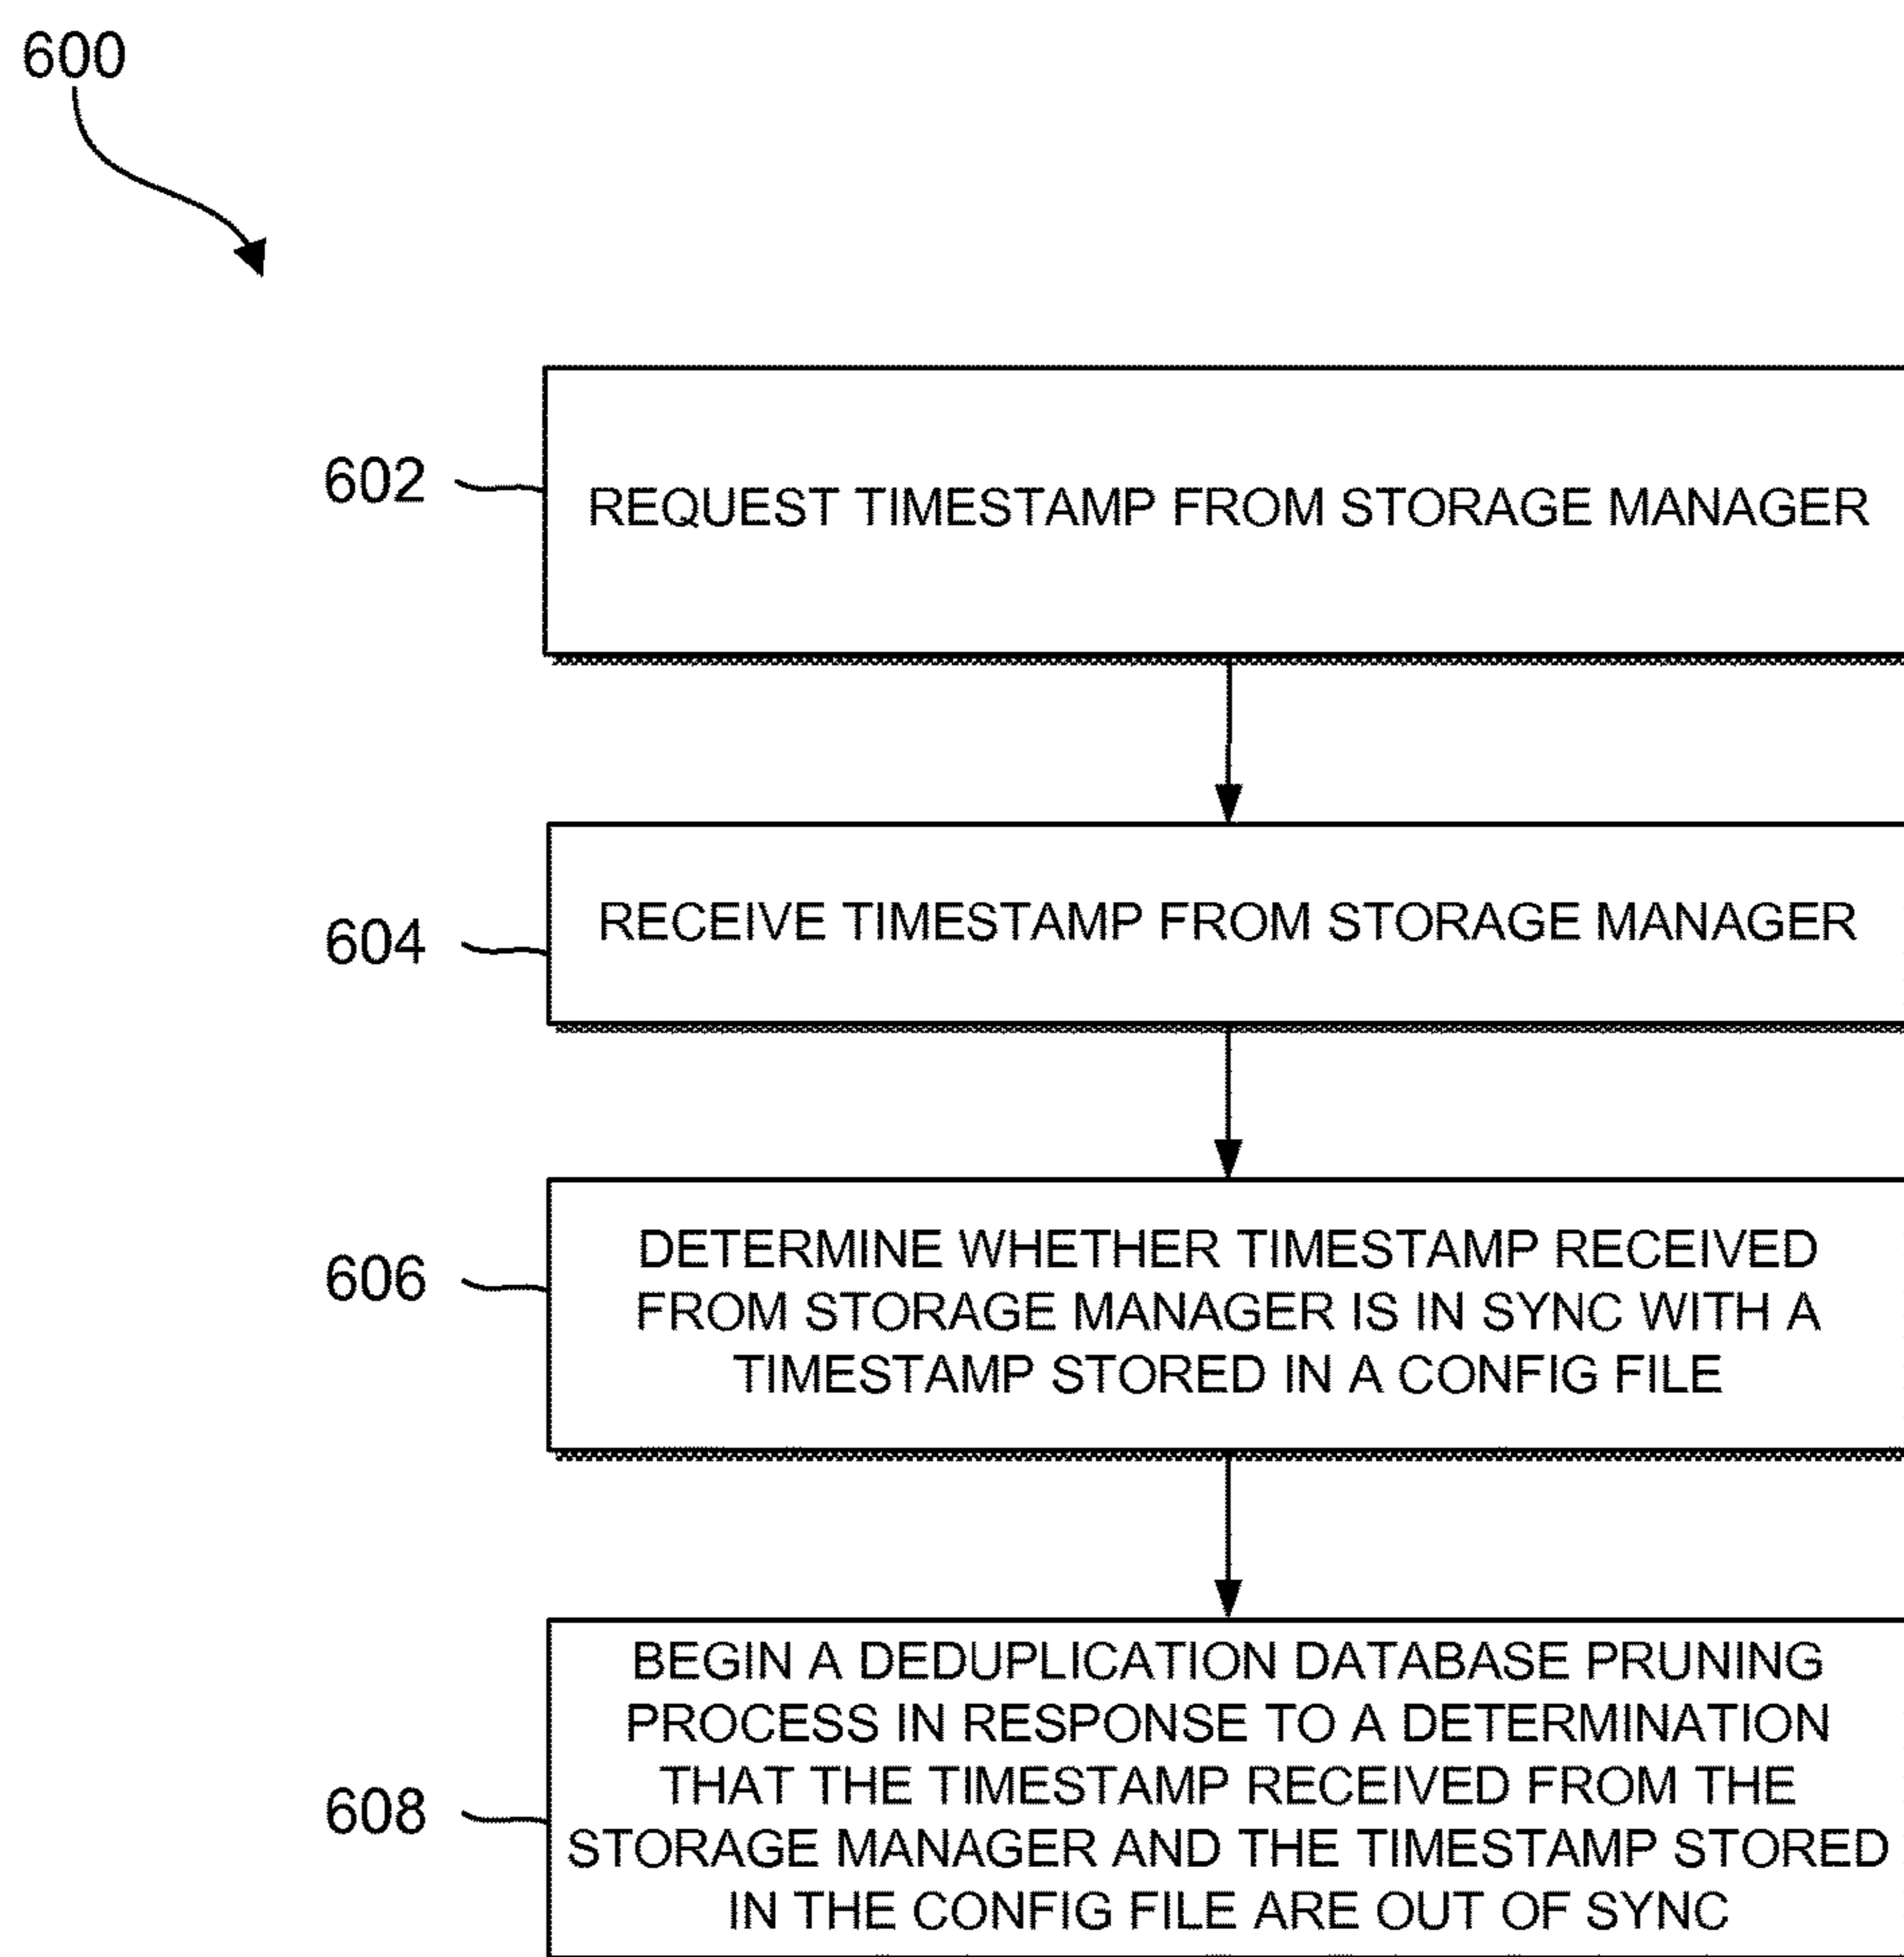 600
602
REQUEST TIMESTAMP FROM STORAGE MANAGER
604
RECEIVE TIMESTAMP FROM STORAGE MANAGER
606
DETERMINE WHETHER TIMESTAMP RECEIVED
FROM STORAGE MANAGER IS IN SYNC WITH A
TIMESTAMP STORED IN A CONFIG FILE
608
BEGIN A DEDUPLICATION DATABASE PRUNING
PROCESS IN RESPONSE TO A DETERMINATION
THAT THE TIMESTAMP RECEIVED FROM THE
STORAGE MANAGER AND THE TIMESTAMP STORED
IN THE CONFIG FILE ARE OUT OF SYNC